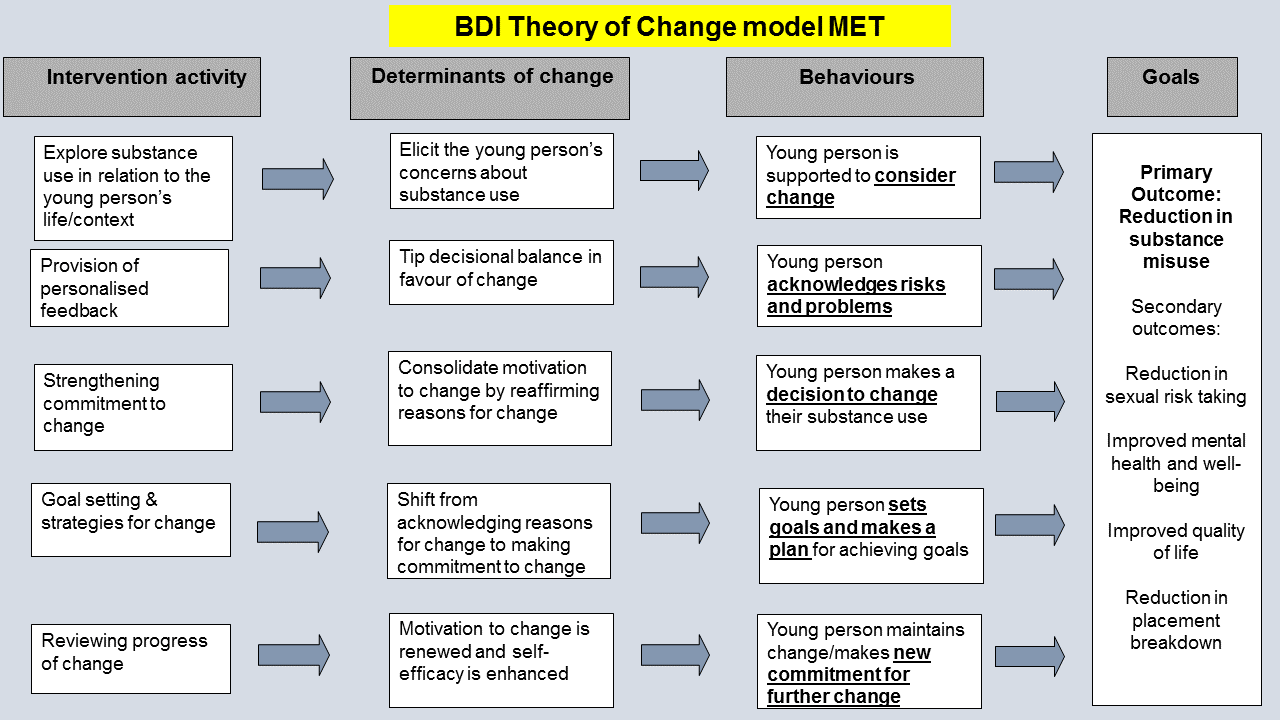 BDI Theory of Change model MET
Intervention activity
Determinants of change
Behaviours
Goals
Explore substance
use in relation to the
young person's
life/context
Elicit the young person's
concerns about
substance use
Young person is
supported to consider
change
Provision of
personalised
feedback
Tip decisional balance in
favour of change
Young person
acknowledges risks
and problems
Strengthening
commitment to
change
Consolidate motivation
to change by reaffirming
reasons for change
Young person makes a
decision to change
their substance use
Goal setting &
strategies for change
Shift from
acknowledging reasons
for change to making
commitment to change
Young person sets
goals and makes a
plan for achieving goals
Reviewing progress
of change
Motivation to change is
renewed and self-
efficacy is enhanced
Young person maintains
change/makes new
commitment for
further change
Primary
Outcome:
Reduction in
substance
misuse
Secondary
outcomes:
Reduction in
sexual risk taking
Improved mental
health and well-
being
Improved quality
of life
Reduction in
placement
breakdown